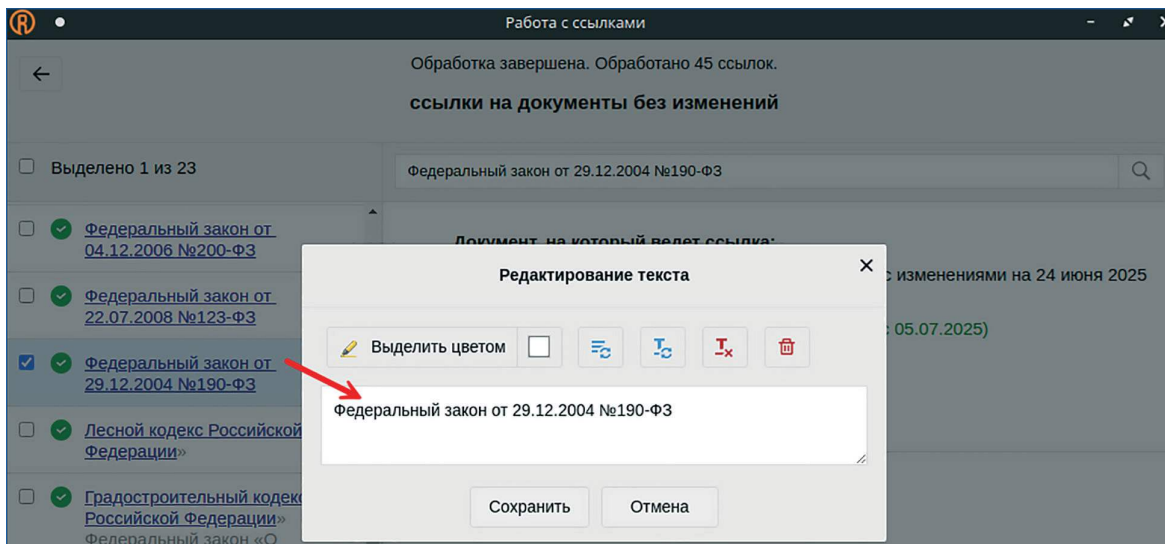 Работа с ссылками
Обработка завершена. Обработано 45 ссылок.
ссылки на документы без изменений
Выделено 1 из 23
Федеральный закон от 29.12.2004 №190-ФЗ
Федеральный закон от
04.12.2006 №200-ФЗ
Федеральный закон от
22.07.2008 №123-ФЗ
Федеральный закон от
29.12.2004 №190-ФЗ
Лесной кодекс Российской
Федерации»
Градостроительный кодекс
Российской Федерации»
Федеральный закон «О
Документ, на который ведет ссылка:
с изменениями на 24 июня 2025
с 05.07.2025)
Редактирование текста
Выделить цветом
Федеральный закон от 29.12.2004 №190-ФЗ
Сохранить
Отмена